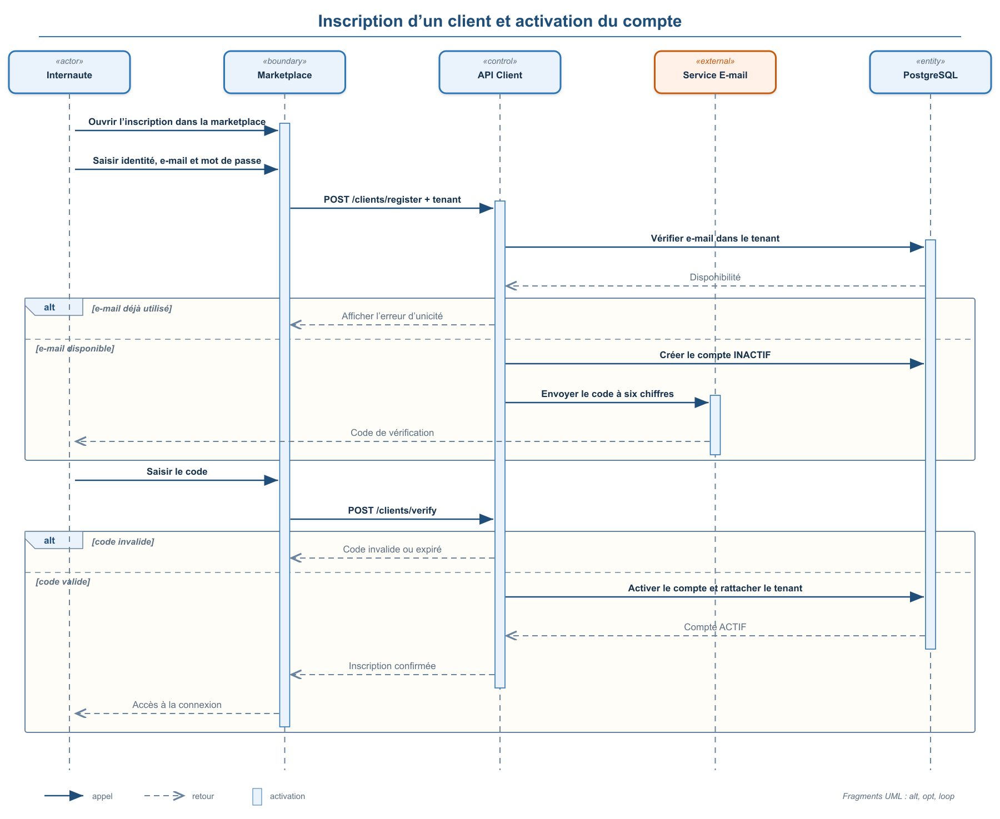 Inscription d’un client et activation du compte
«actor»
Internaute
«boundary»
Marketplace
«control»
API Client
«external»
Service E-mail
«entity»
PostgreSQL
Ouvrir l’inscription dans la marketplace
Saisir identité, e-mail et mot de passe
POST /clients/register + tenant
Vérifier e-mail dans le tenant
Disponibilité
alt
[e-mail déjà utilisé]
Afficher l’erreur d’unicité
[e-mail disponible]
Créer le compte INACTIF
Envoyer le code à six chiffres
Code de vérification
Saisir le code
POST /clients/verify
alt
[code invalide]
Code invalide ou expiré
[code valide]
Activer le compte et rattacher le tenant
Compte ACTIF
Inscription confirmée
Accès à la connexion
appel
retour
activation
Fragments UML : alt, opt, loop